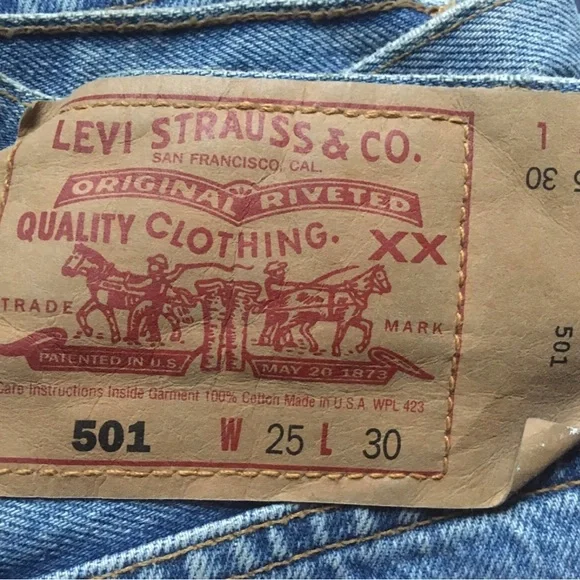 LEVI STRAUSS & CO.
SAN FRANCISCO, CAL.
ORIGINAL RIVETED
QUALITY CLOTHING.
XX
TRADE MARK
PATENTED IN U.S.
MAY 20 1873
Care Instructions Inside Garment 100% Cotton Made in U.S.A. WPL 423
501 W 25 L 30
L
30
501